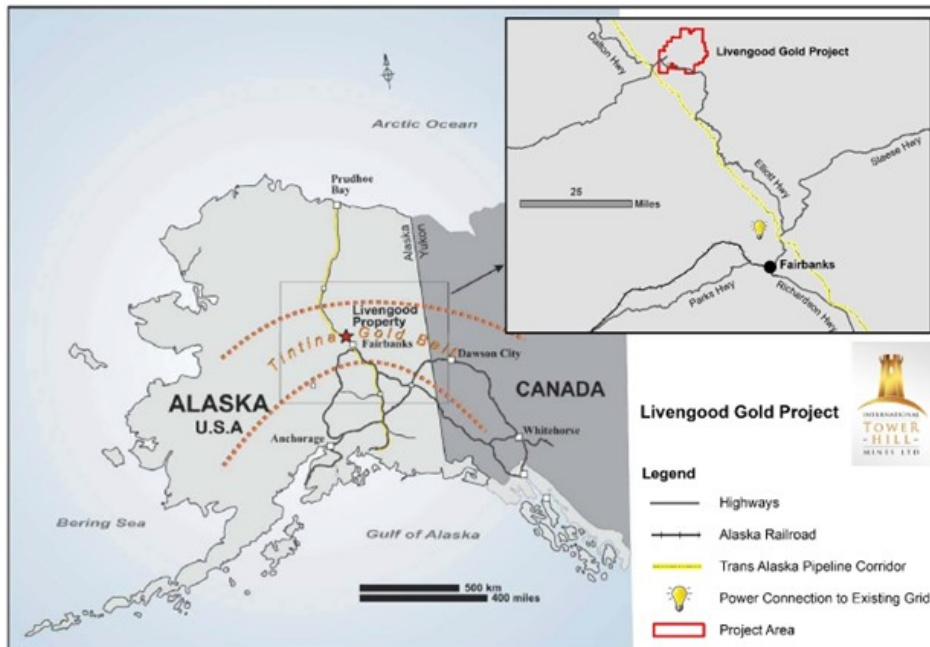 Arctic Ocean
Prudhoe
Bay
Alaska
Yukon
Livengood
Property
Tintina Gold Belt
Fairbanks
Dawson City
ALASKA
U.S.A
CANADA
Anchorage
Whitehorse
Bering Sea
Gulf of Alaska
500 km
400 miles
Dalton Hwy
Livengood Gold Project
Sleese Hwy
Elliott Hwy
25
Miles
Fairbanks
Parks Hwy
Richardson Hwy
Livengood Gold Project
INTERNATIONAL
TOWER
-HILL-
MINES LTD
Legend
Highways
Alaska Railroad
Trans Alaska Pipeline Corridor
Power Connection to Existing Grid
Project Area